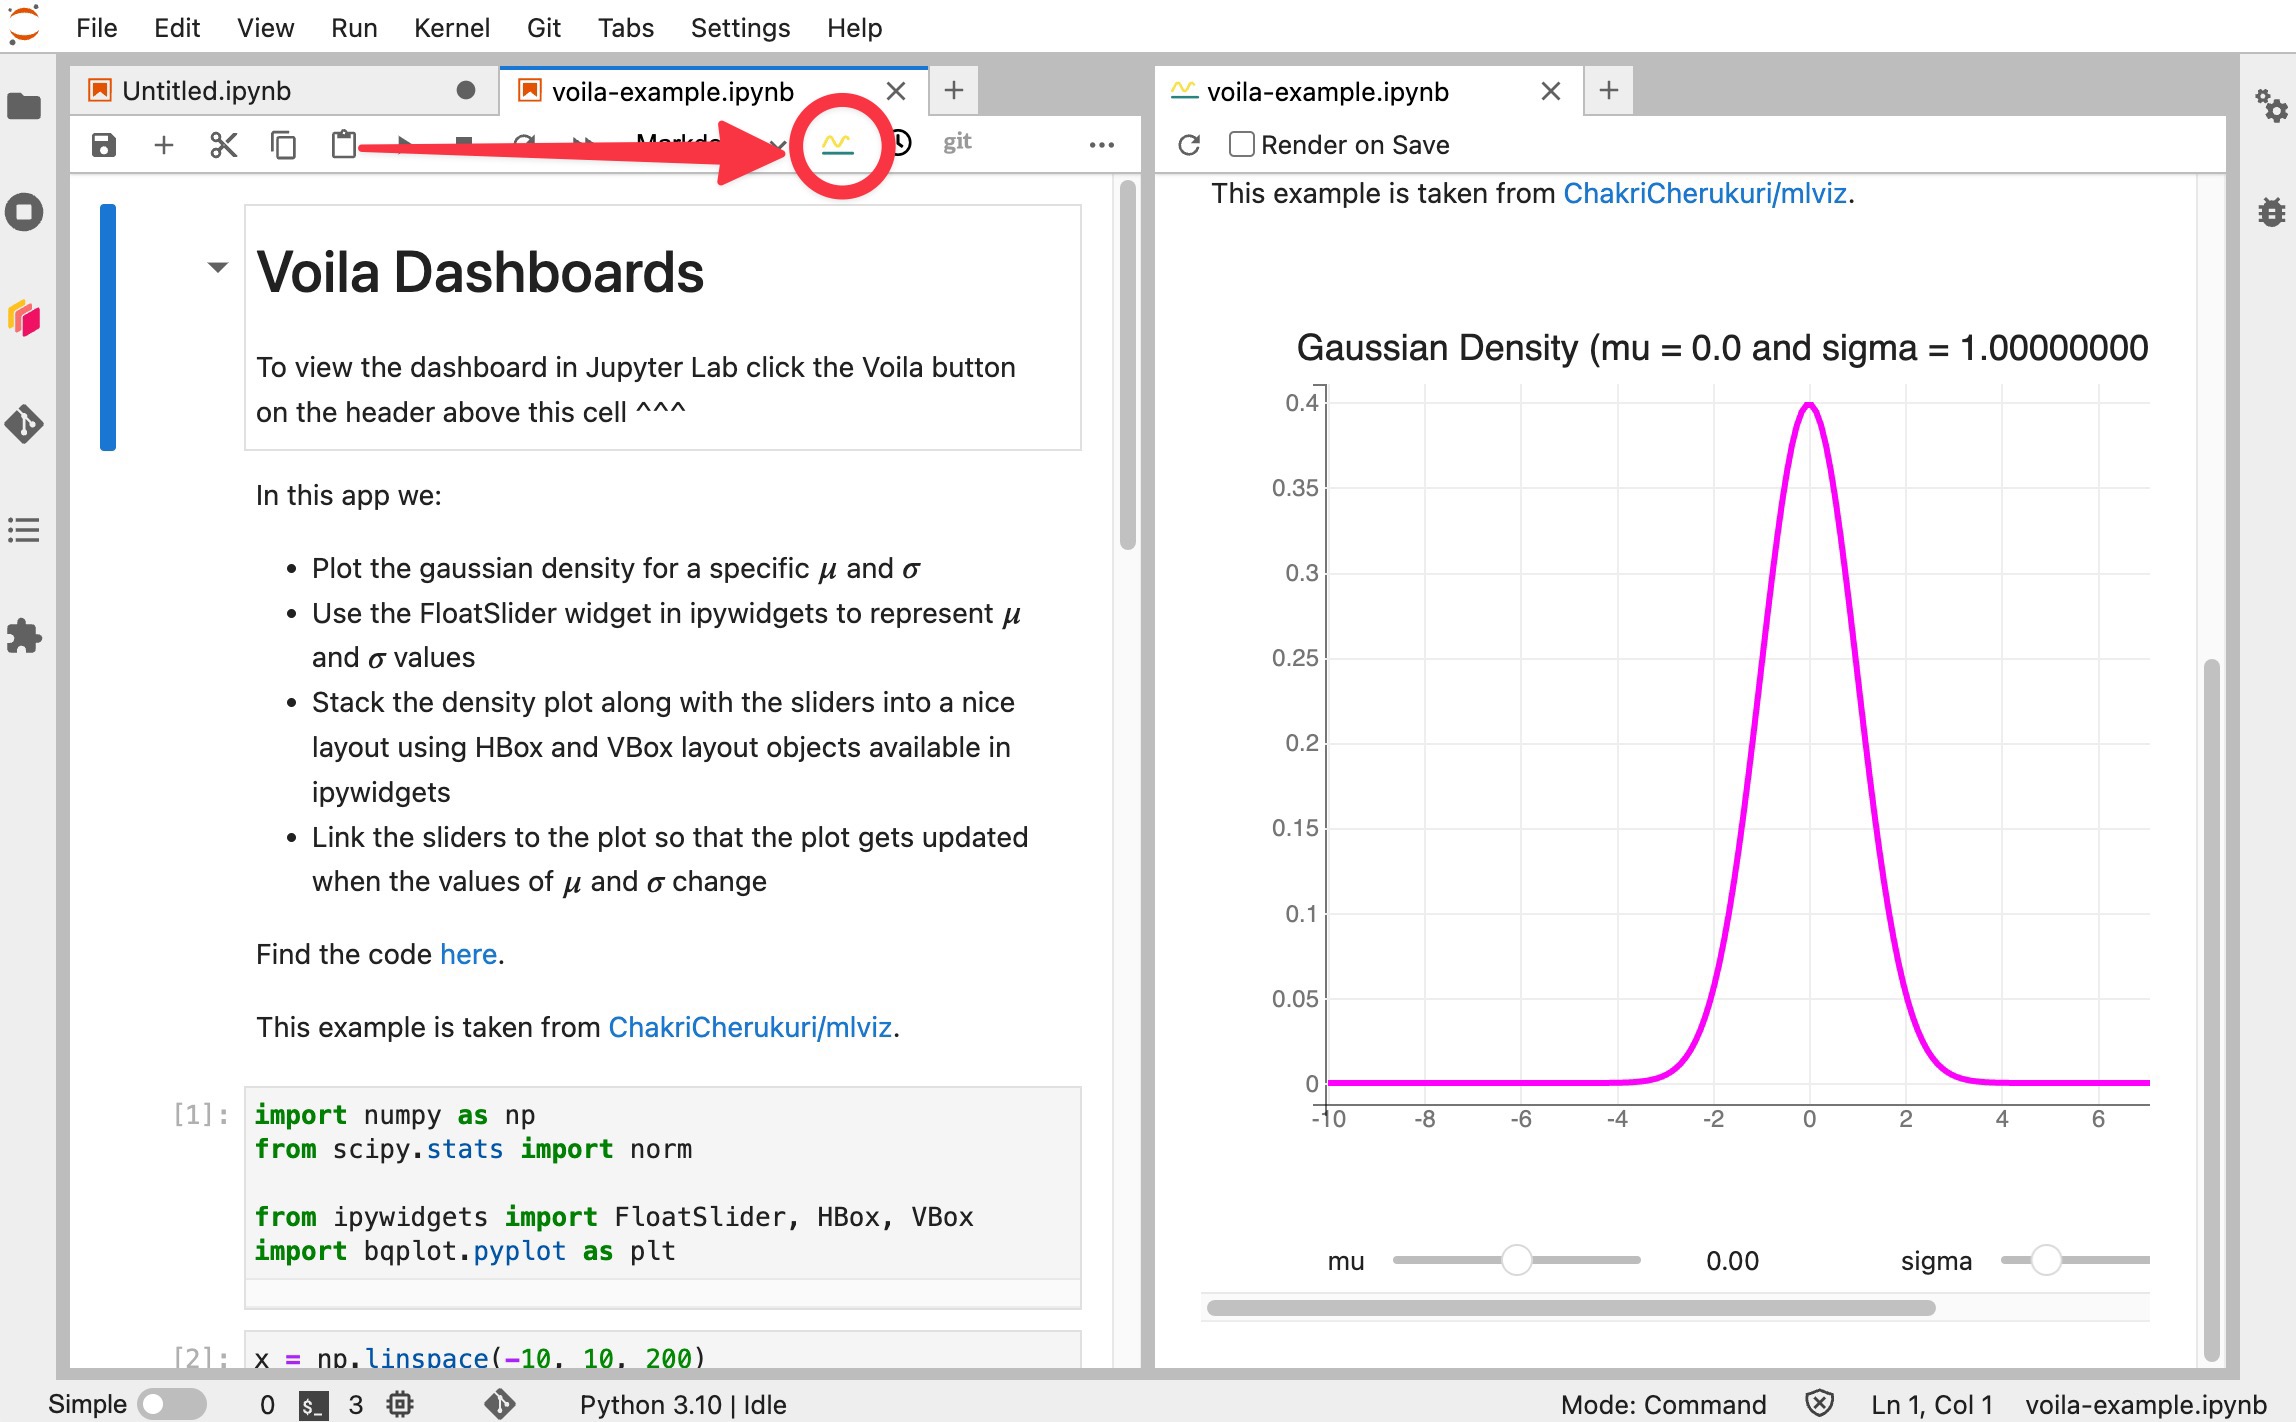 File Edit View Run Kernel Git Tabs Settings Help
Untitled.ipynb
voila-example.ipynb
git
Voila Dashboards
To view the dashboard in Jupyter Lab click the Voila button
on the header above this cell ^^^
In this app we:
• Plot the gaussian density for a specific μ and σ
• Use the FloatSlider widget in ipywidgets to represent μ
and σ values
• Stack the density plot along with the sliders into a nice
layout using HBox and VBox layout objects available in
ipywidgets
• Link the sliders to the plot so that the plot gets updated
when the values of μ and σ change
Find the code here.
This example is taken from ChakriCherukuri/mlviz.
[1]:
import numpy as np
from scipy.stats import norm
from ipywidgets import FloatSlider, HBox, VBox
import bqplot.pyplot as plt
[2]:
x = np.linspace(-10, 10, 200)
voila-example.ipynb
Render on Save
This example is taken from ChakriCherukuri/mlviz.
Gaussian Density (mu = 0.0 and sigma = 1.00000000
0.4
0.35
0.3
0.25
0.2
0.15
0.1
0.05
0
-10 -8 -6 -4 -2 0 2 4 6
mu 0.00 sigma
Simple 0 $_ 3 Python 3.10 | Idle Mode: Command Ln 1, Col 1 voila-example.ipynb